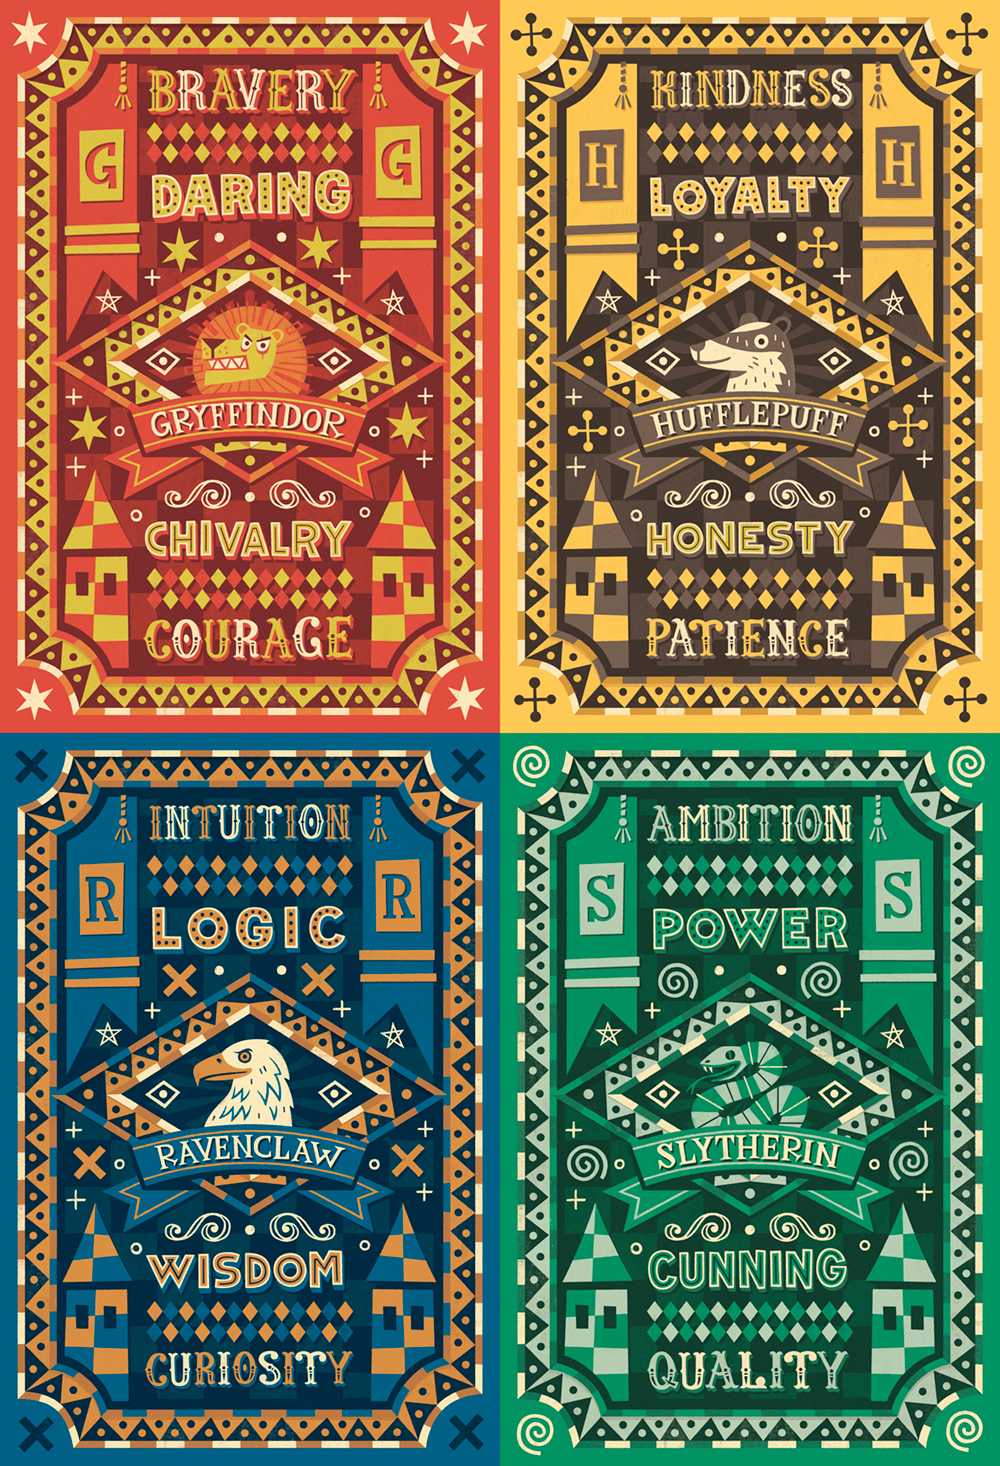 BRAVERY
G G
DARING
GRYFFINDOR
CHIVALRY
COURAGE
KINDNESS
H H
LOYALTY
HUFFLEPUFF
HONESTY
PATIENCE
INTUITION
R R
LOGIC
RAVENCLAW
WISDOM
CURIOSITY
AMBITION
S S
POWER
SLYTHERIN
CUNNING
QUALITY